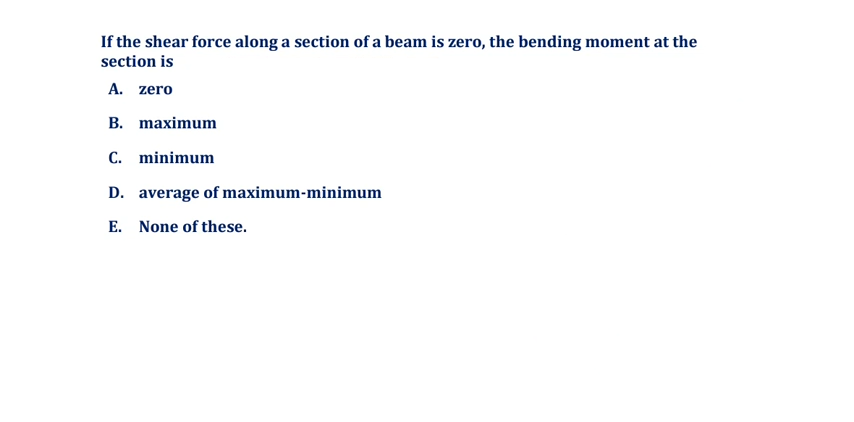 If the shear force along a section of a beam is zero, the bending moment at the
section is
A. zero
B. maximum
C. minimum
D. average of maximum-minimum
E. None of these.